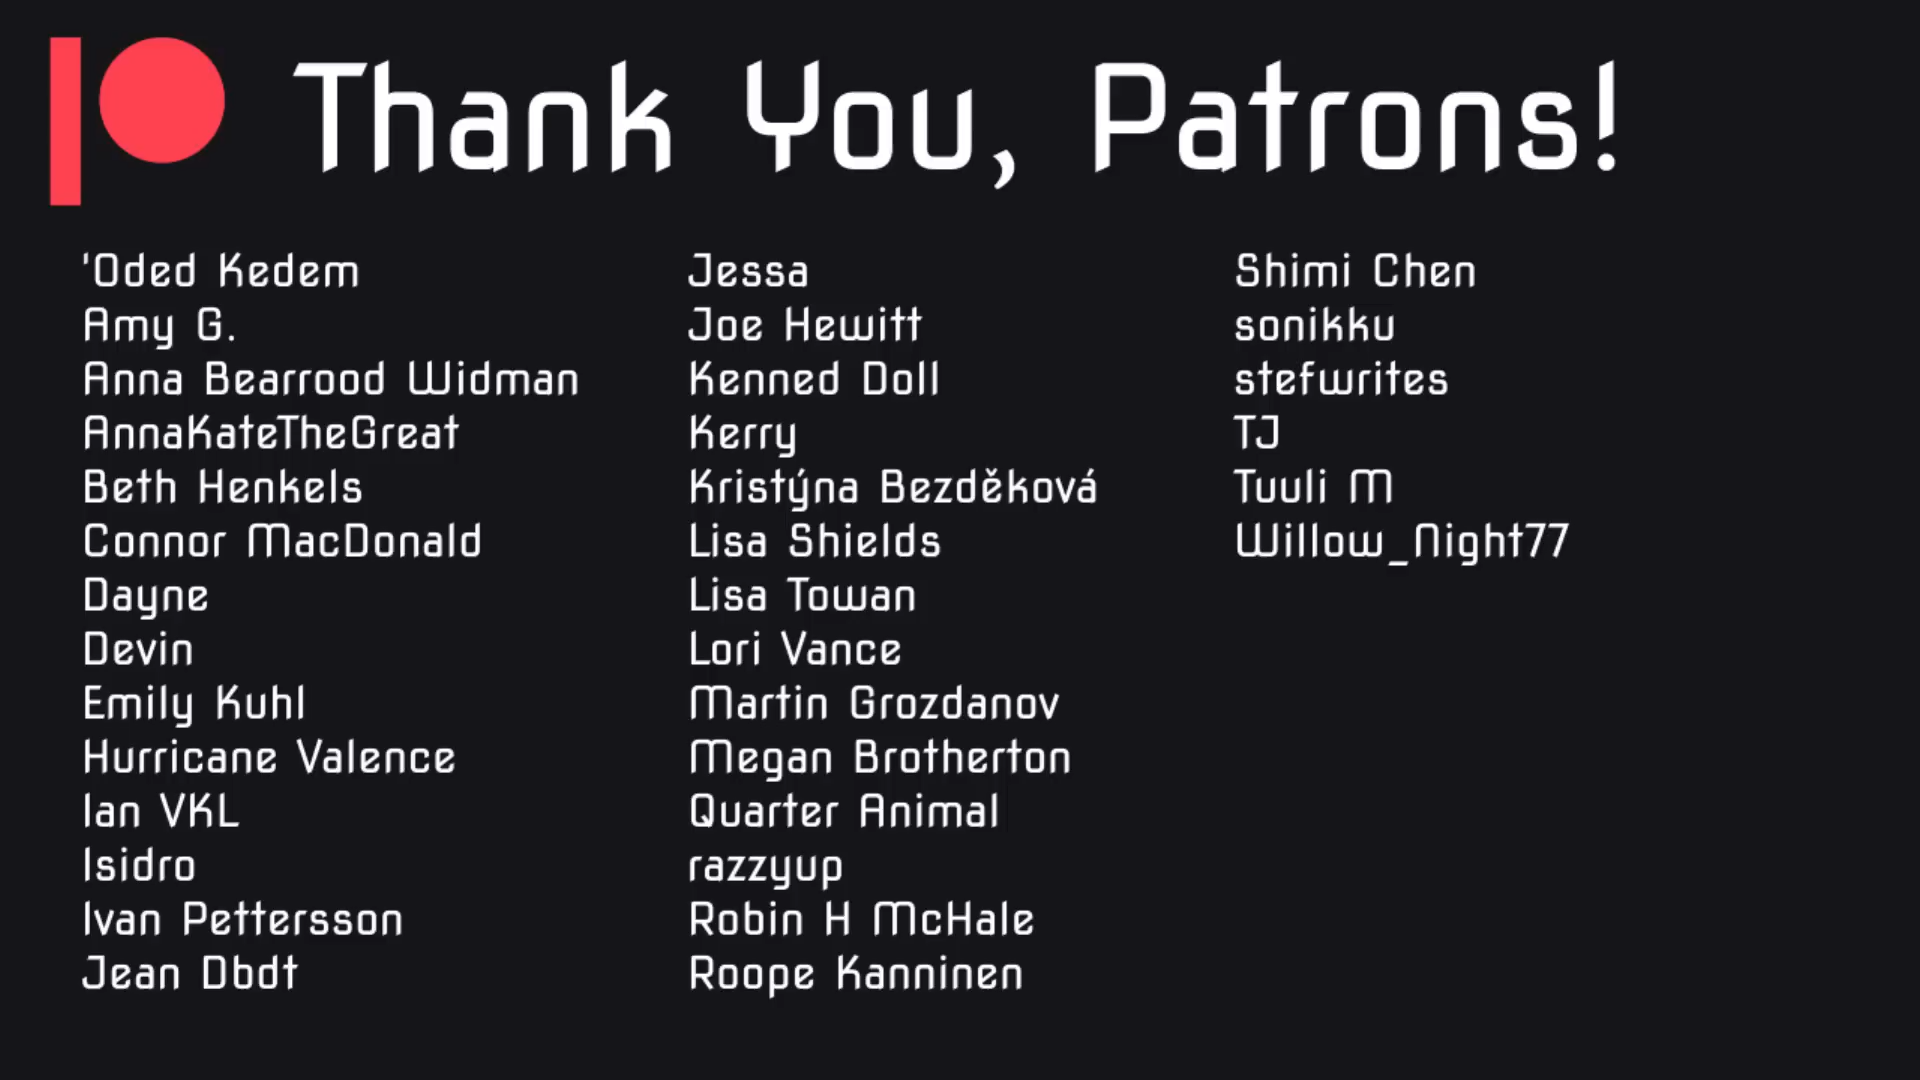 Thank You, Patrons!
'Oded Kedem
Amy G.
Anna Bearrood Widman
AnnaKateTheGreat
Beth Henkels
Connor MacDonald
Dayne
Devin
Emily Kuhl
Hurricane Valence
Ian VKL
Isidro
Ivan Pettersson
Jean Dbdt
Jessa
Joe Hewitt
Kenned Doll
Kerry
Kristýna Bezděková
Lisa Shields
Lisa Towan
Lori Vance
Martin Grozdanov
Megan Brotherton
Quarter Animal
razzyup
Robin H McHale
Roope Kanninen
Shimi Chen
sonikku
stefwrites
TJ
Tuuli M
Willow_Night77